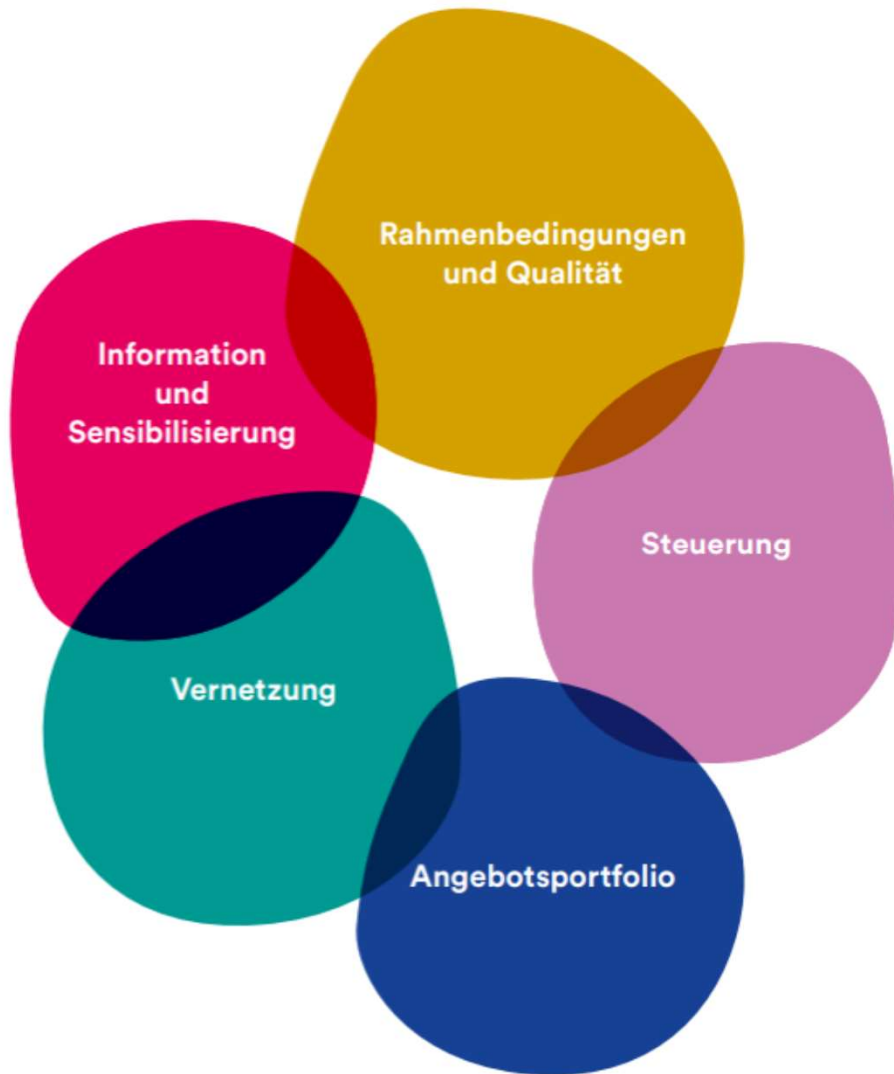 Rahmenbedingungen
und Qualität
Information
und
Sensibilisierung
Steuerung
Vernetzung
Angebotsportfolio